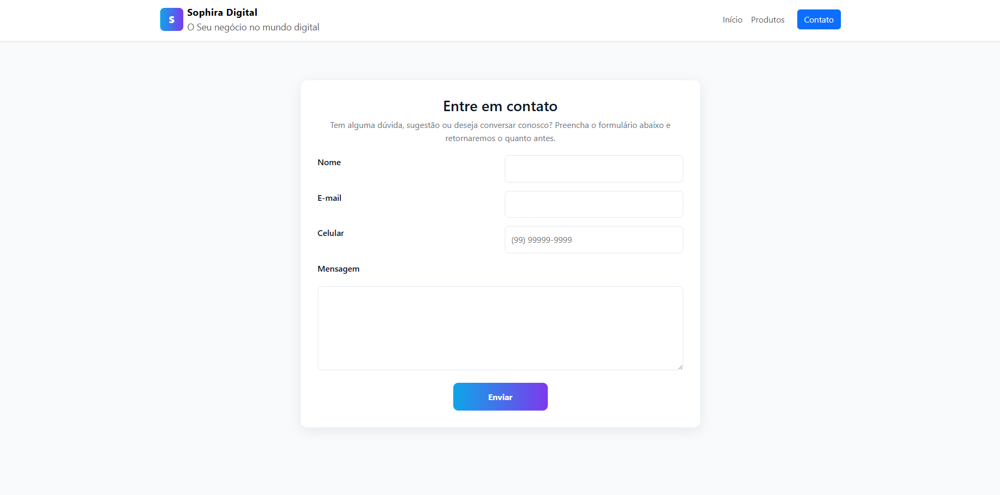 S
Sophira Digital
O Seu negócio no mundo digital
Início
Produtos
Contato
Entre em contato
Tem alguma dúvida, sugestão ou deseja conversar conosco? Preencha o formulário abaixo e
retornaremos o quanto antes.
Nome
E-mail
Celular
(99) 99999-9999
Mensagem
Enviar